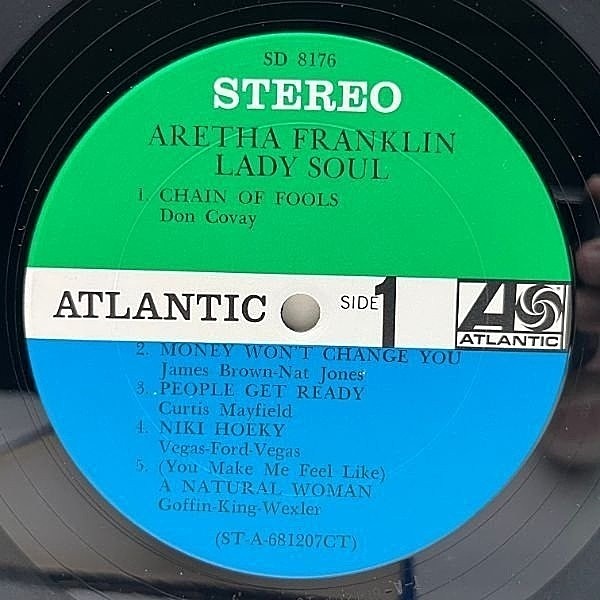 SD 8176
STEREO
ARETHA FRANKLIN
LADY SOUL
1. CHAIN OF FOOLS
Don Covay
ATLANTIC
SIDE 1
ATLANTIC
2. MONEY WON'T CHANGE YOU
James Brown-Nat Jones
3. PEOPLE GET READY
Curtis Mayfield
4. NIKI HOEKY
Vegas-Ford-Vegas
5. (You Make Me Feel Like)
A NATURAL WOMAN
Goffin-King-Wexler
(ST-A-681207CT)